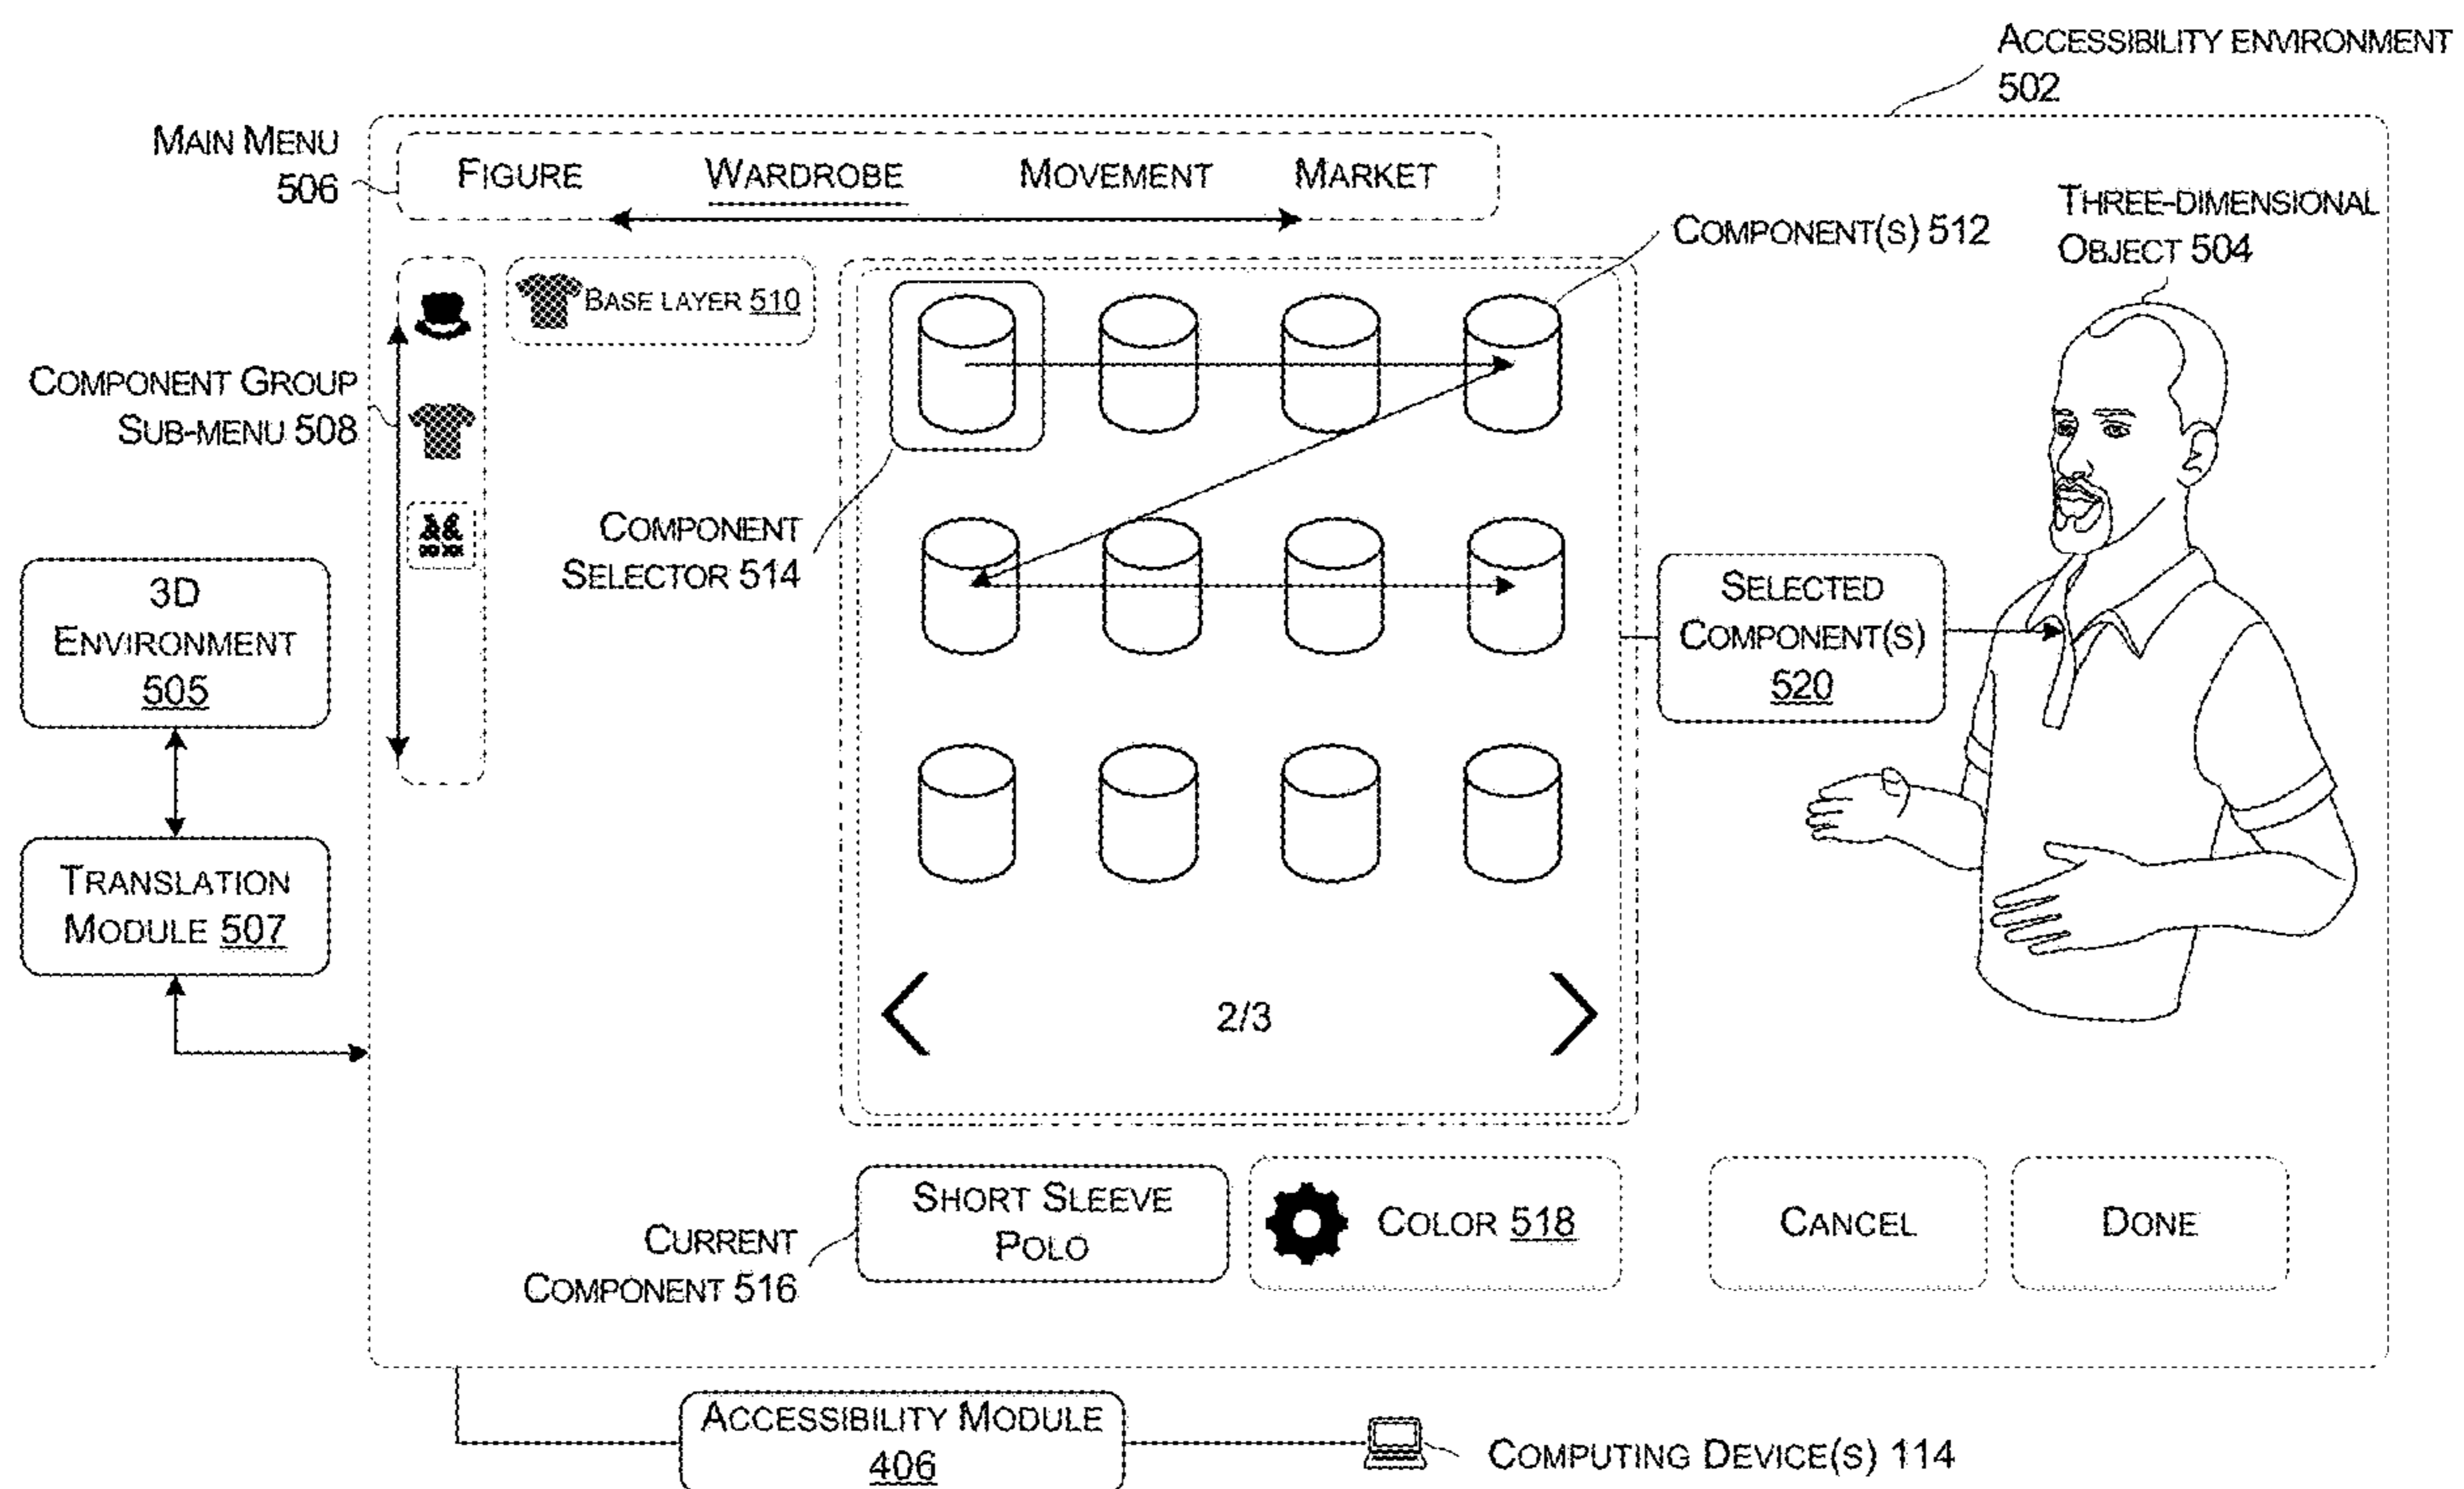 ACCESSIBILITY ENVIRONMENT
502
MAIN MENU
506
FIGURE WARDROBE MOVEMENT MARKET
THREE-DIMENSIONAL
OBJECT 504
COMPONENT(S) 512
BASE LAYER 510
COMPONENT GROUP
SUB-MENU 508
COMPONENT
SELECTOR 514
3D
ENVIRONMENT
505
SELECTED
COMPONENT(S)
520
TRANSLATION
MODULE 507
2/3
SHORT SLEEVE
POLO
CURRENT
COMPONENT 516
COLOR 518
CANCEL
DONE
ACCESSIBILITY MODULE
406
COMPUTING DEVICE(S) 114